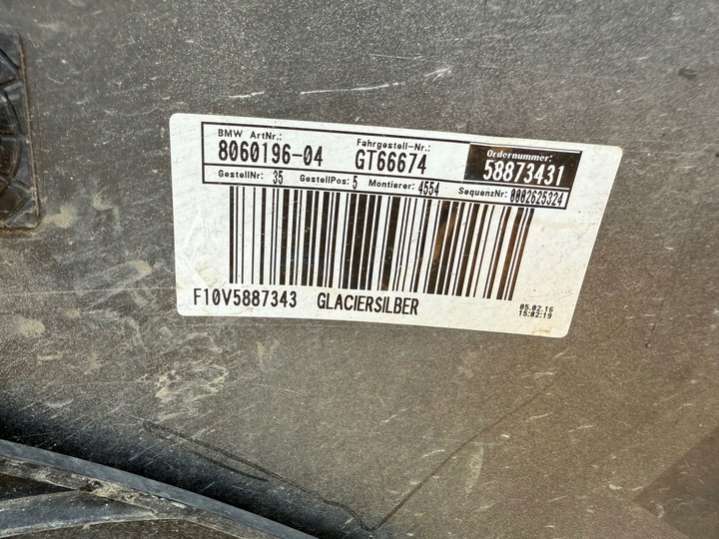 BMW ArtNr.: Fahrgestell-Nr.: Ordernummer:
8060196-04 GT66674 58873431
GestellNr: 35 GestellPos: 5 Montierer: 4554 SequenzNr: 0002625324
F10V5887343 GLACIERSILBER
05.02.16
15:02:19